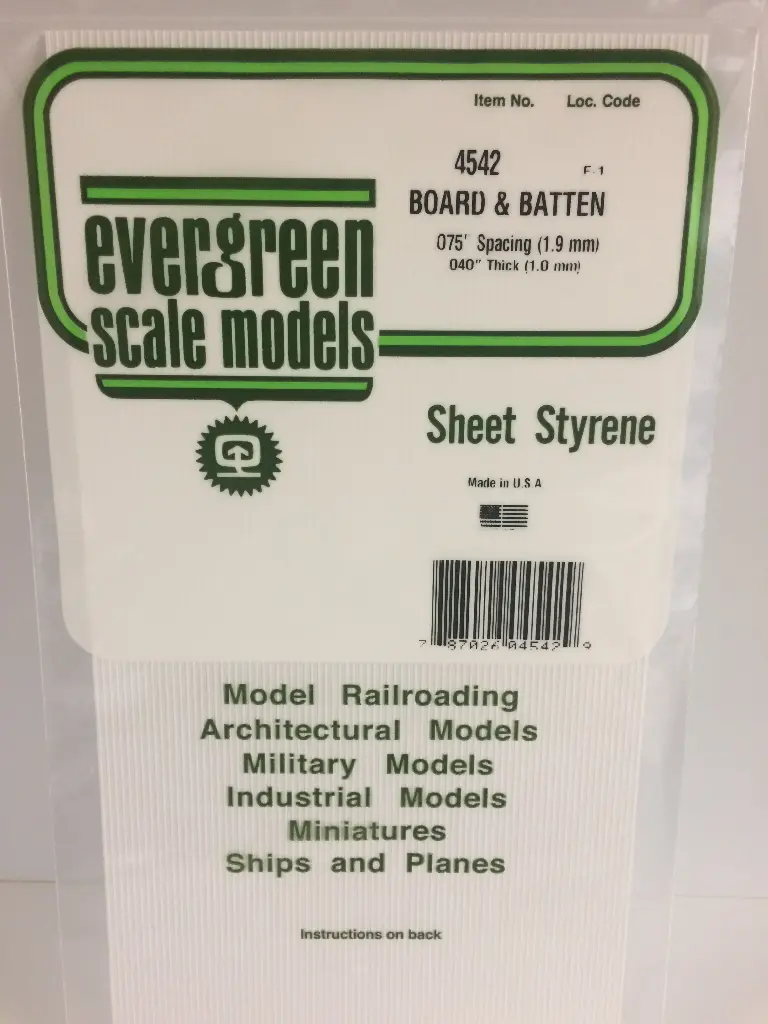 Item No. Loc. Code
4542 F-1
BOARD & BATTEN
075" Spacing (1.9 mm)
040" Thick (1.0 mm)
evergreen
scale models
Sheet Styrene
Made in U.S.A
7 87026 04542 9
Model Railroading
Architectural Models
Military Models
Industrial Models
Miniatures
Ships and Planes
Instructions on back